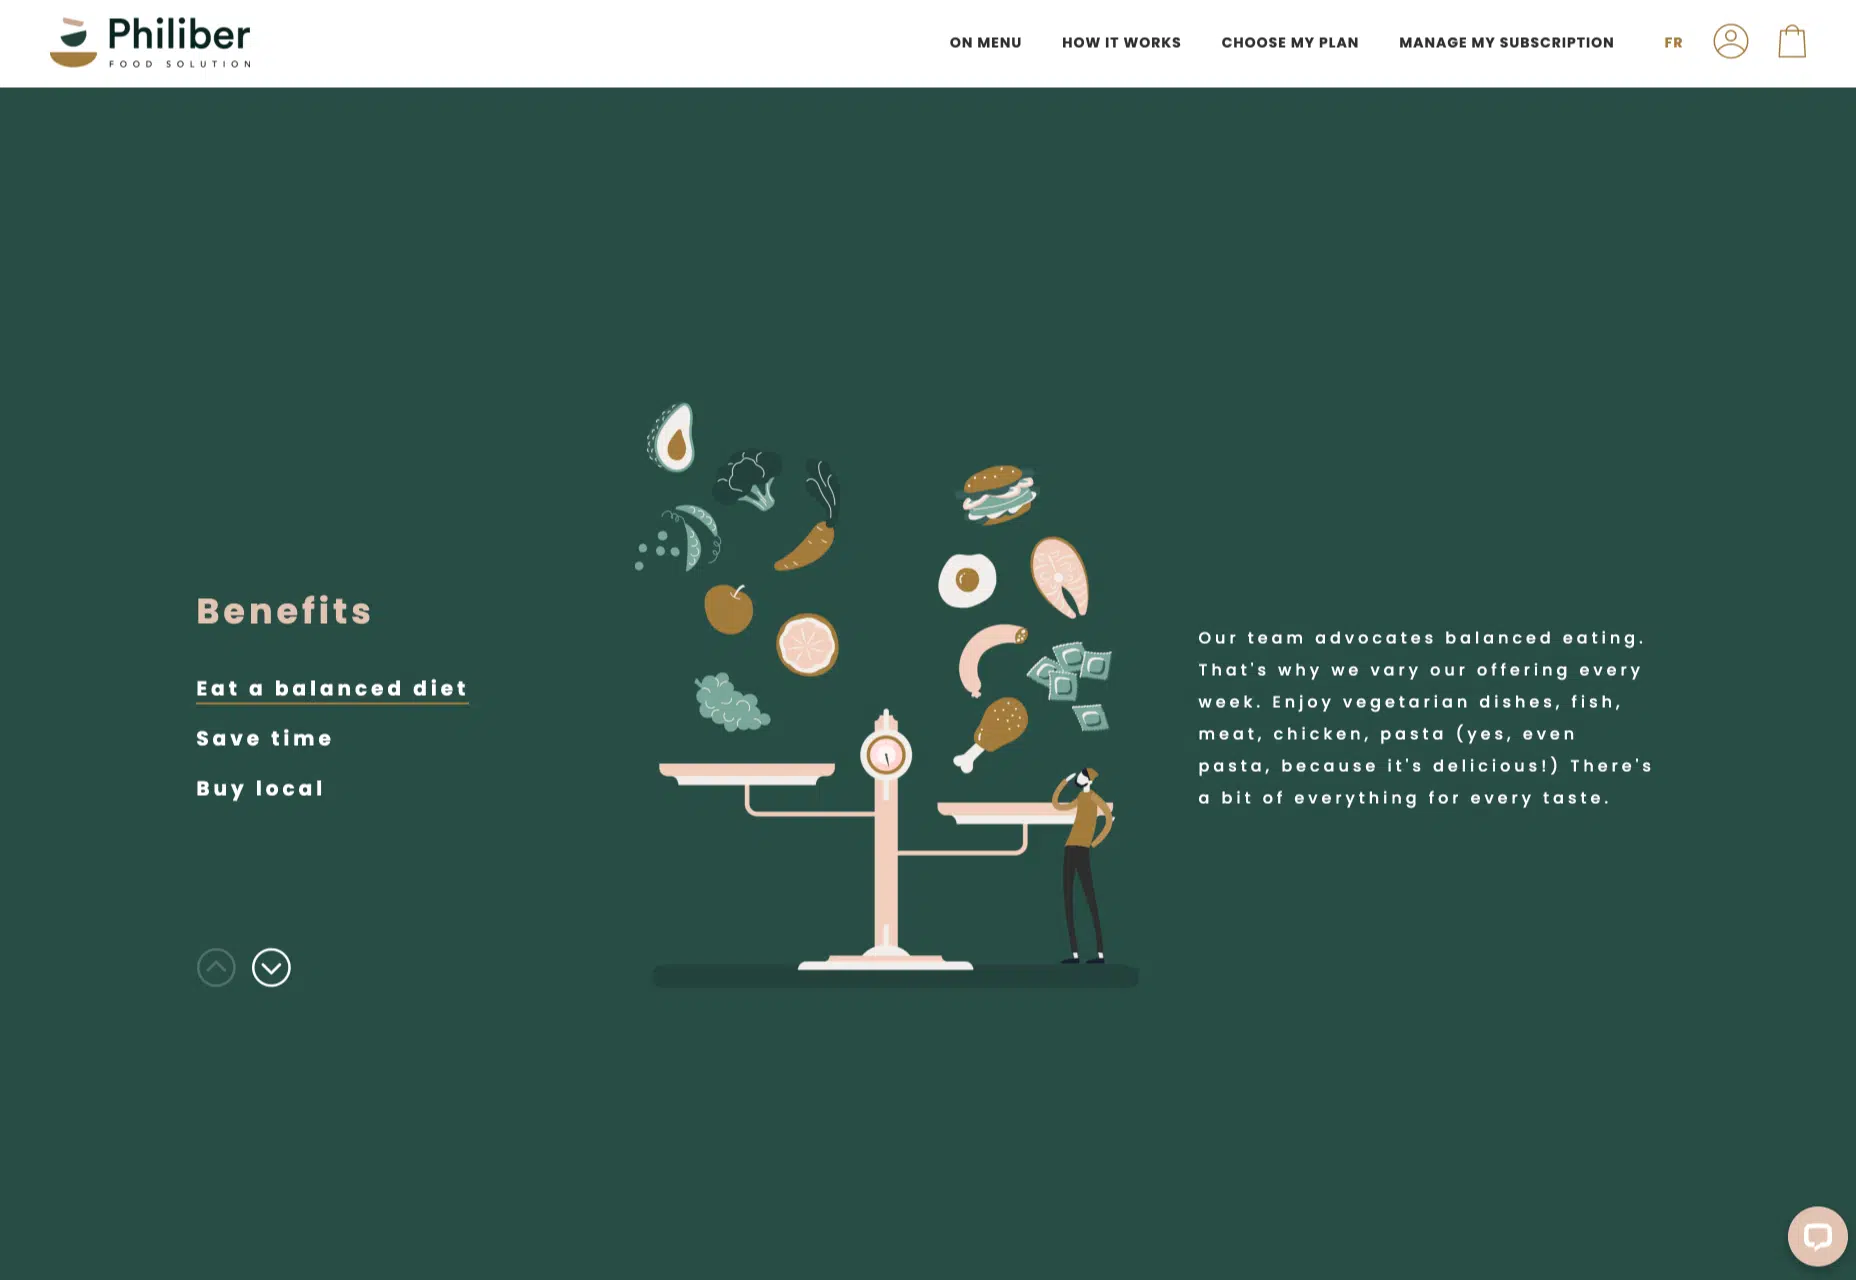 Philiber
FOOD SOLUTION
ON MENU
HOW IT WORKS
CHOOSE MY PLAN
MANAGE MY SUBSCRIPTION
FR
Benefits
Eat a balanced diet
Save time
Buy local
Our team advocates balanced eating.
That's why we vary our offering every
week. Enjoy vegetarian dishes, fish,
meat, chicken, pasta (yes, even
pasta, because it's delicious!) There's
a bit of everything for every taste.